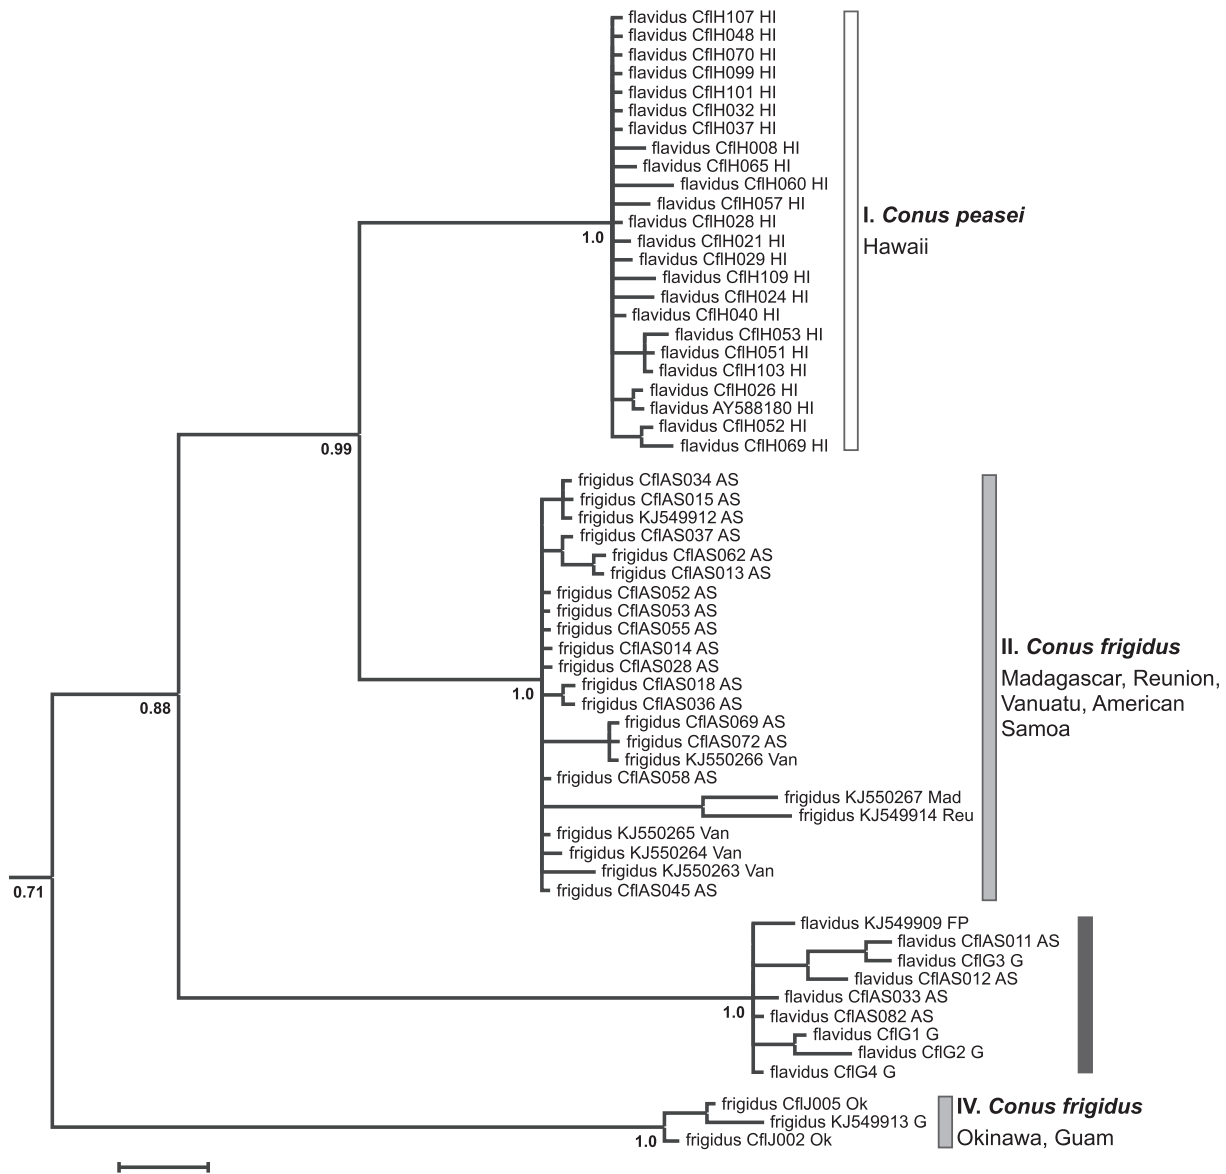 flavidus CflH107 HI
flavidus CflH048 HI
flavidus CflH070 HI
flavidus CflH099 HI
flavidus CflH101 HI
flavidus CflH032 HI
flavidus CflH037 HI
flavidus CflH008 HI
flavidus CflH065 HI
flavidus CflH060 HI
flavidus CflH057 HI
flavidus CflH028 HI
flavidus CflH021 HI
flavidus CflH029 HI
flavidus CflH109 HI
flavidus CflH024 HI
flavidus CflH040 HI
flavidus CflH053 HI
flavidus CflH051 HI
flavidus CflH103 HI
flavidus CflH026 HI
flavidus AY588180 HI
flavidus CflH052 HI
flavidus CflH069 HI
1.0
I. Conus peasei
Hawaii
0.99
frigidus CflAS034 AS
frigidus CflAS015 AS
frigidus KJ549912 AS
frigidus CflAS037 AS
frigidus CflAS062 AS
frigidus CflAS013 AS
frigidus CflAS052 AS
frigidus CflAS053 AS
frigidus CflAS055 AS
frigidus CflAS014 AS
frigidus CflAS028 AS
frigidus CflAS018 AS
frigidus CflAS036 AS
frigidus CflAS069 AS
frigidus CflAS072 AS
frigidus KJ550266 Van
frigidus CflAS058 AS
frigidus KJ550267 Mad
frigidus KJ549914 Reu
frigidus KJ550265 Van
frigidus KJ550264 Van
frigidus KJ550263 Van
frigidus CflAS045 AS
1.0
II. Conus frigidus
Madagascar, Reunion,
Vanuatu, American
Samoa
0.88
0.71
flavidus KJ549909 FP
flavidus CflAS011 AS
flavidus CflG3 G
flavidus CflAS012 AS
flavidus CflAS033 AS
flavidus CflAS082 AS
flavidus CflG1 G
flavidus CflG2 G
flavidus CflG4 G
1.0
frigidus CflJ005 Ok
frigidus KJ549913 G
frigidus CflJ002 Ok
1.0
IV. Conus frigidus
Okinawa, Guam